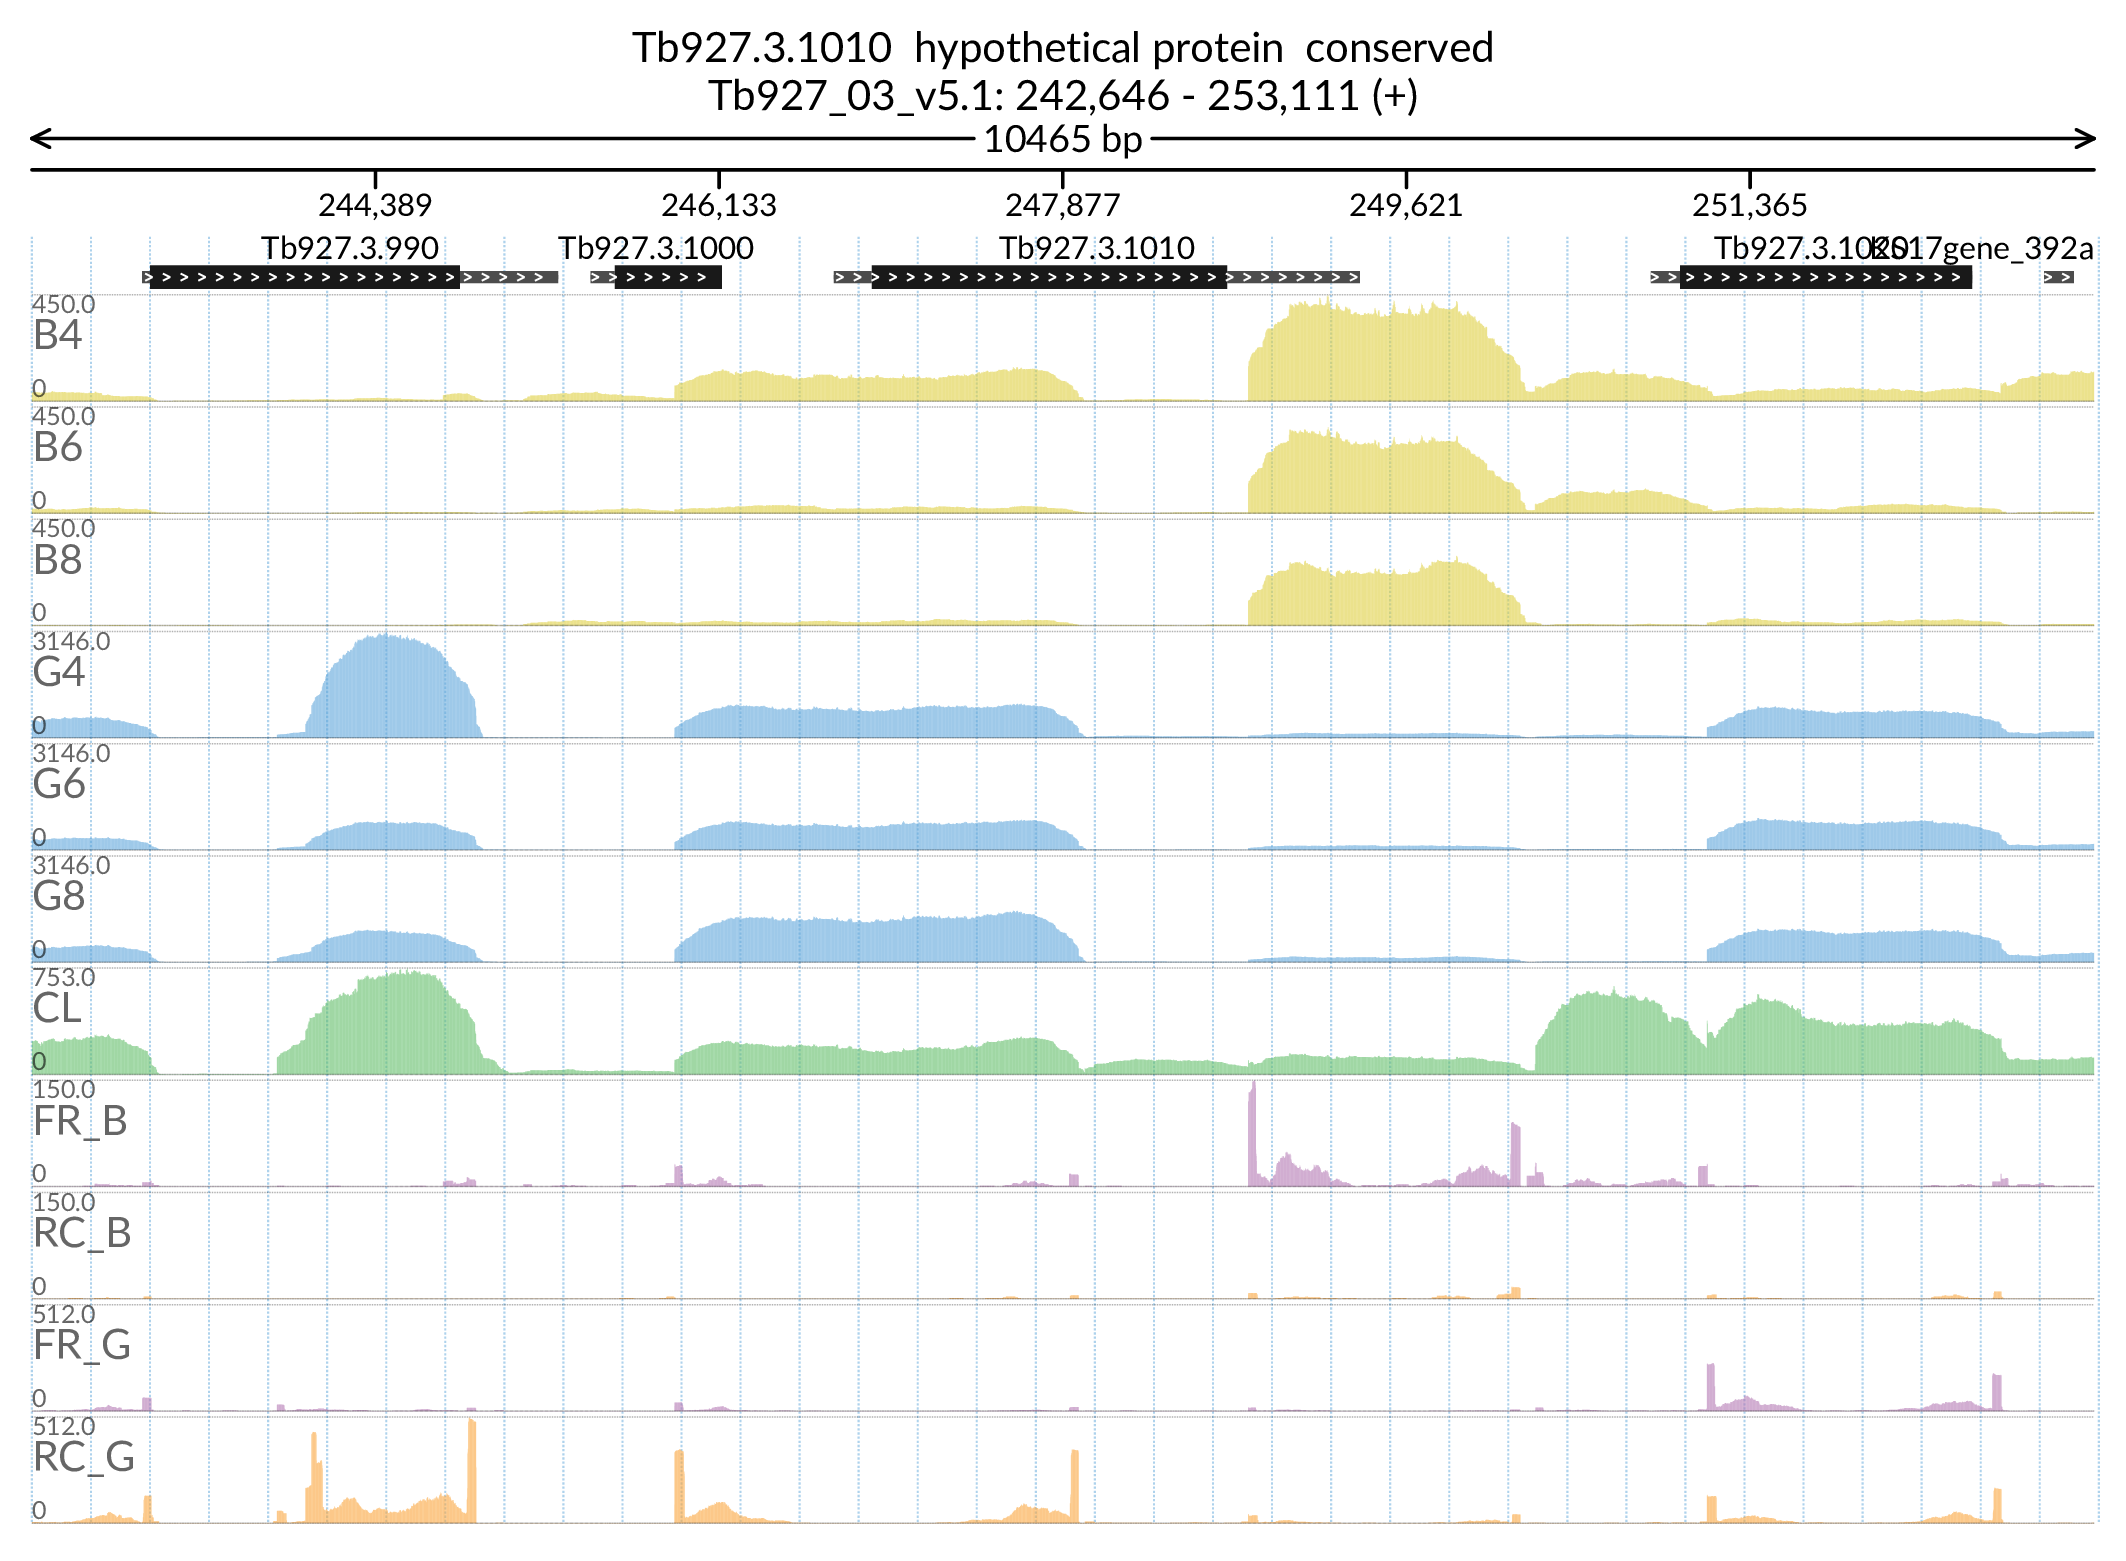 Tb927.3.1010 hypothetical protein conserved
Tb927_03_v5.1: 242,646 - 253,111 (+)
10465 bp
244,389 246,133 247,877 249,621 251,365
Tb927.3.990 Tb927.3.1000 Tb927.3.1010 Tb927.3.1020 KS17gene_392a
450.0
B4
0
450.0
B6
0
450.0
B8
0
3146.0
G4
0
3146.0
G6
0
3146.0
G8
0
753.0
CL
0
150.0
FR_B
0
150.0
RC_B
0
512.0
FR_G
0
512.0
RC_G
0